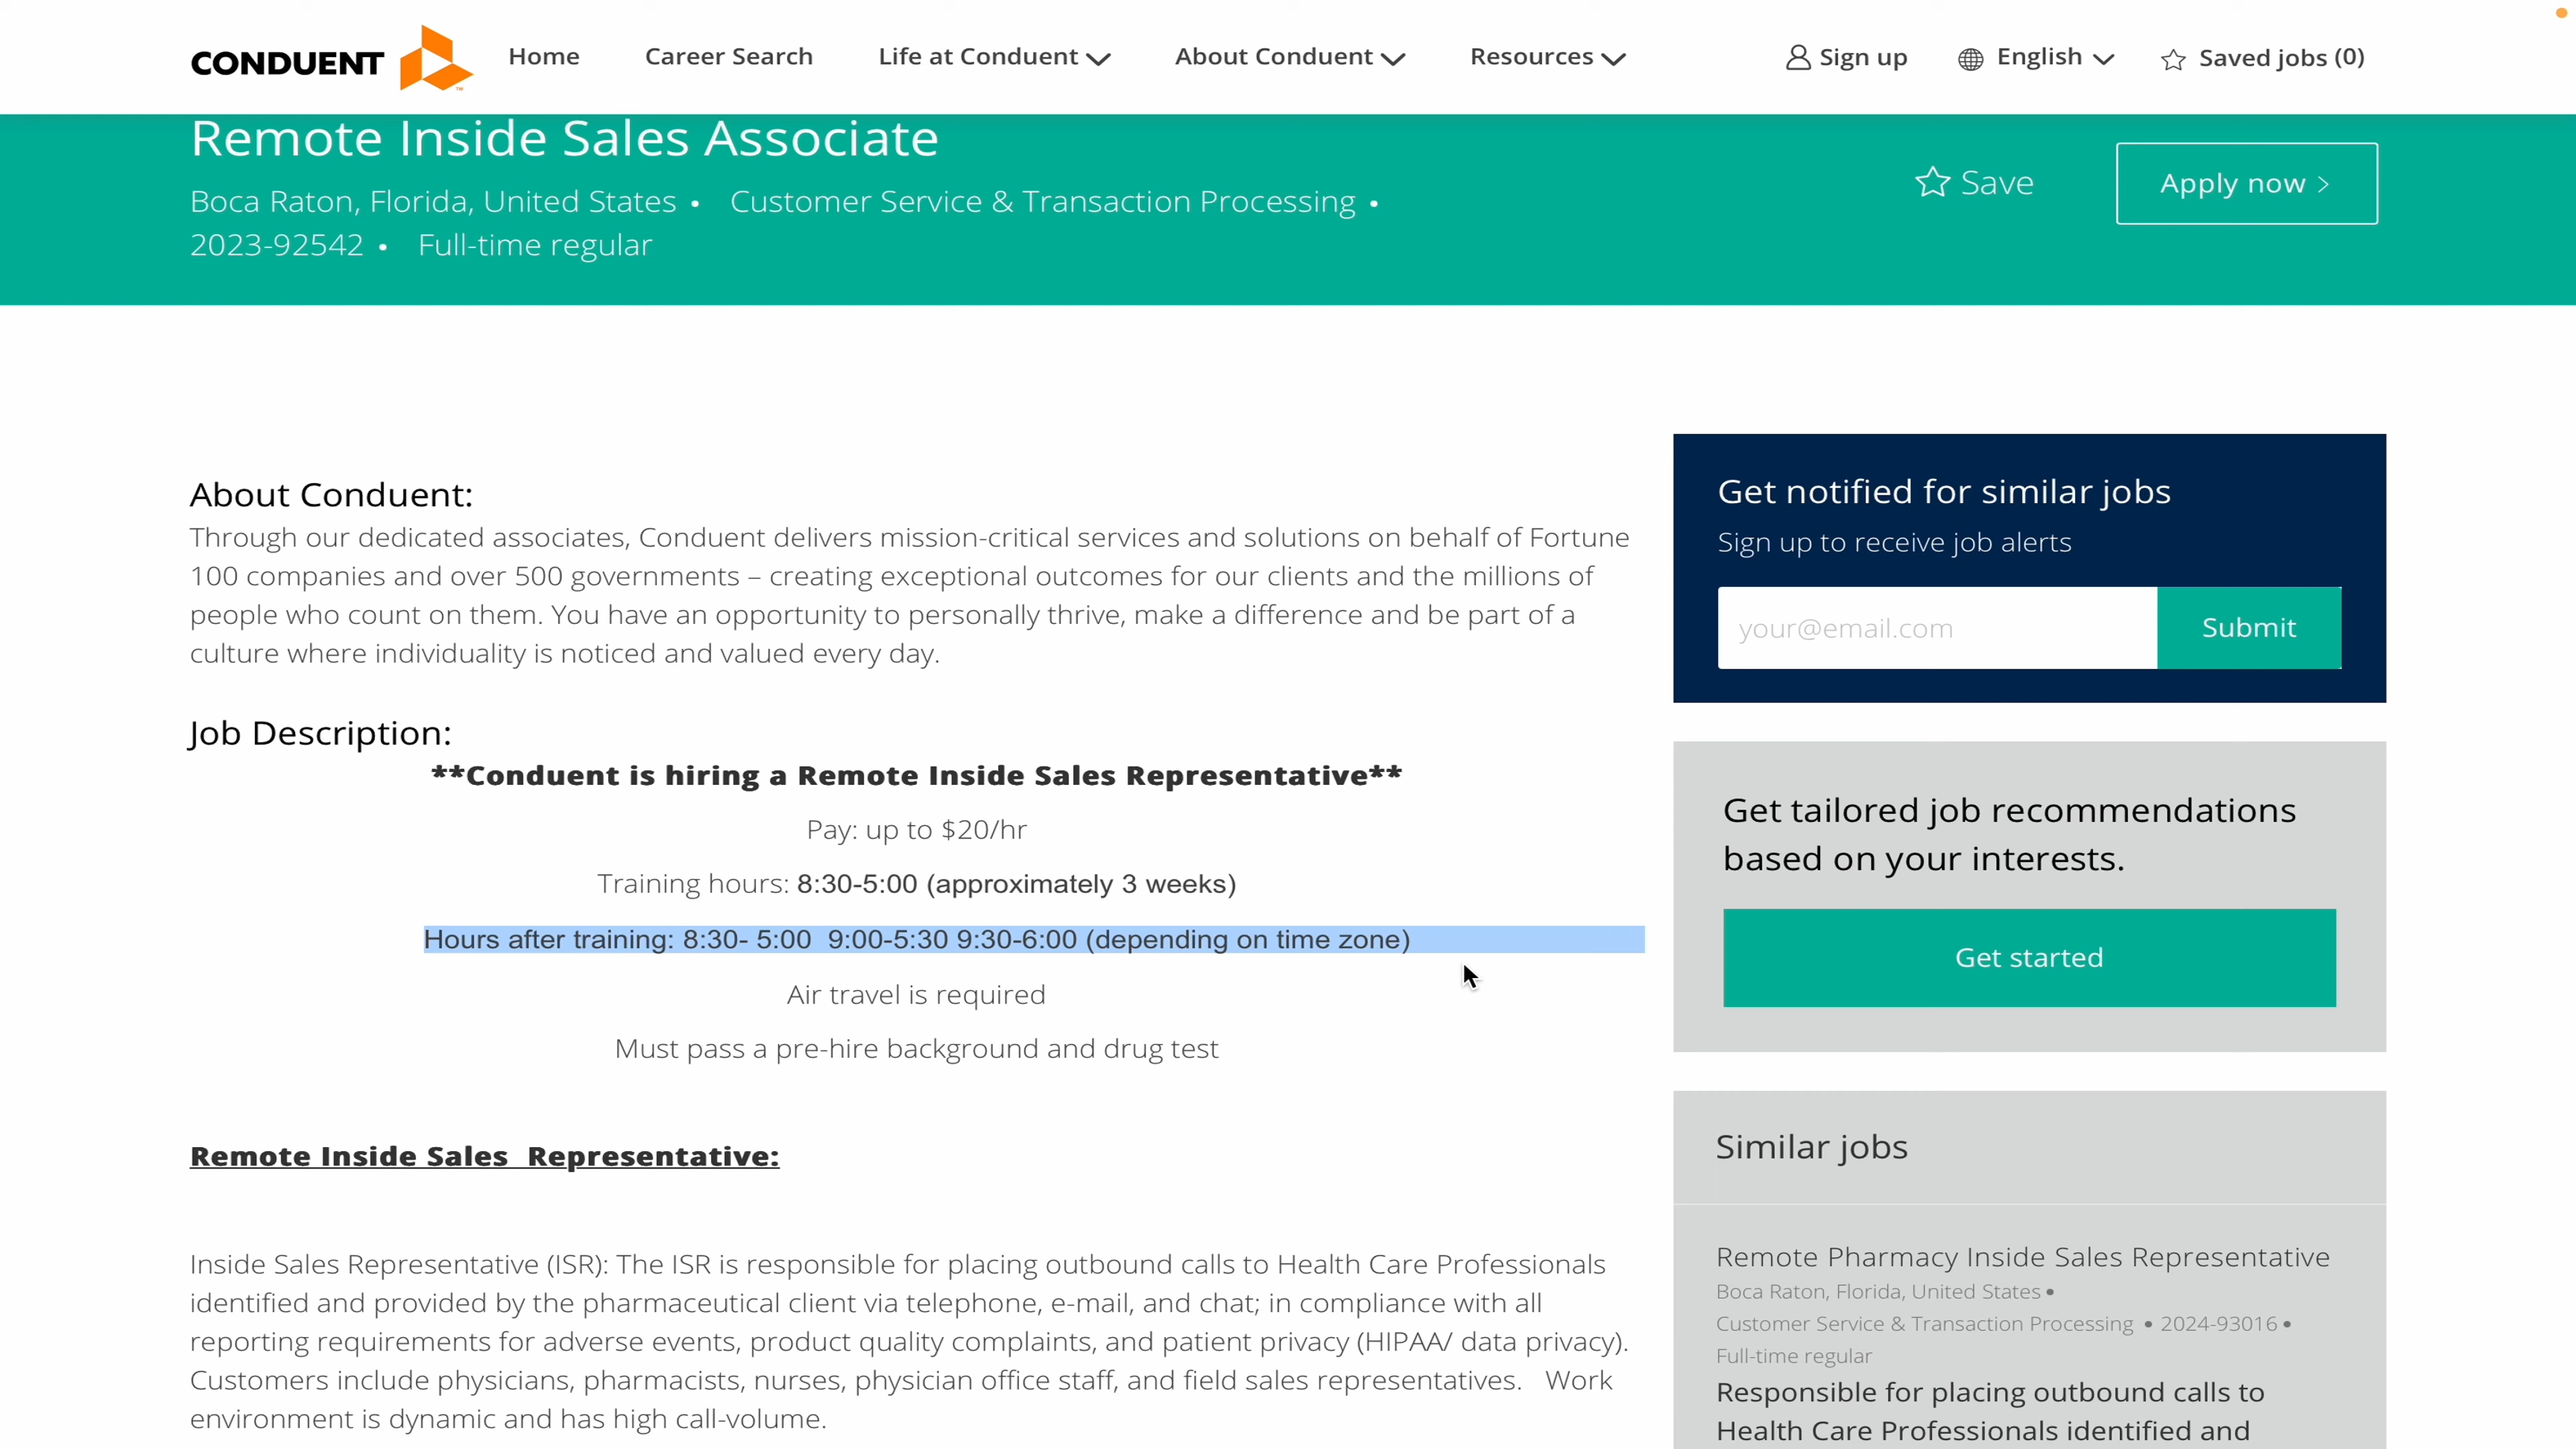 CONDUENT
Home
Career Search
Life at Conduent
About Conduent
Resources
Sign up
English
Saved jobs (0)
Remote Inside Sales Associate
Boca Raton, Florida, United States • Customer Service & Transaction Processing •
2023-92542 • Full-time regular
Save
Apply now >
About Conduent:
Through our dedicated associates, Conduent delivers mission-critical services and solutions on behalf of Fortune
100 companies and over 500 governments – creating exceptional outcomes for our clients and the millions of
people who count on them. You have an opportunity to personally thrive, make a difference and be part of a
culture where individuality is noticed and valued every day.
Job Description:
**Conduent is hiring a Remote Inside Sales Representative**
Pay: up to $20/hr
Training hours: 8:30-5:00 (approximately 3 weeks)
Hours after training: 8:30- 5:00  9:00-5:30 9:30-6:00 (depending on time zone)
Air travel is required
Must pass a pre-hire background and drug test
Remote Inside Sales  Representative:
Inside Sales Representative (ISR): The ISR is responsible for placing outbound calls to Health Care Professionals
identified and provided by the pharmaceutical client via telephone, e-mail, and chat; in compliance with all
reporting requirements for adverse events, product quality complaints, and patient privacy (HIPAA/ data privacy).
Customers include physicians, pharmacists, nurses, physician office staff, and field sales representatives.   Work
environment is dynamic and has high call-volume.
Get notified for similar jobs
Sign up to receive job alerts
your@email.com
Submit
Get tailored job recommendations
based on your interests.
Get started
Similar jobs
Remote Pharmacy Inside Sales Representative
Boca Raton, Florida, United States •
Customer Service & Transaction Processing • 2024-93016 •
Full-time regular
Responsible for placing outbound calls to
Health Care Professionals identified and